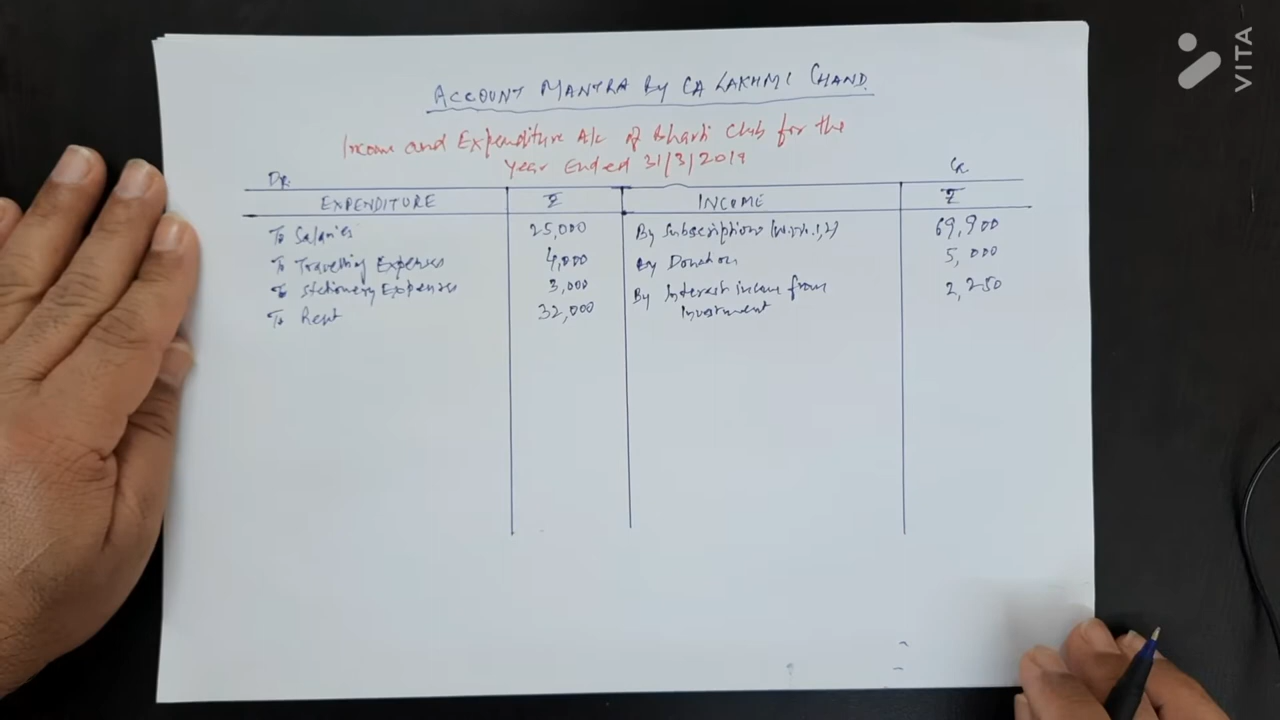 ACCOUNT MANTRA By CA LAKHMI CHAND.
Income and Expenditure A/c of Bharti Club for the
Year Ended 31/3/2019
Dr. Cr.
EXPENDITURE ₹ INCOME ₹
To Salaries 25,000 By Subscriptions (W.N.1,2) 69,900
To Travelling Expenses 4,000 By Donation 5,000
To Stationery Expenses 3,000 By Interest income from 2,250
Investment
To Rent 32,000
VITA